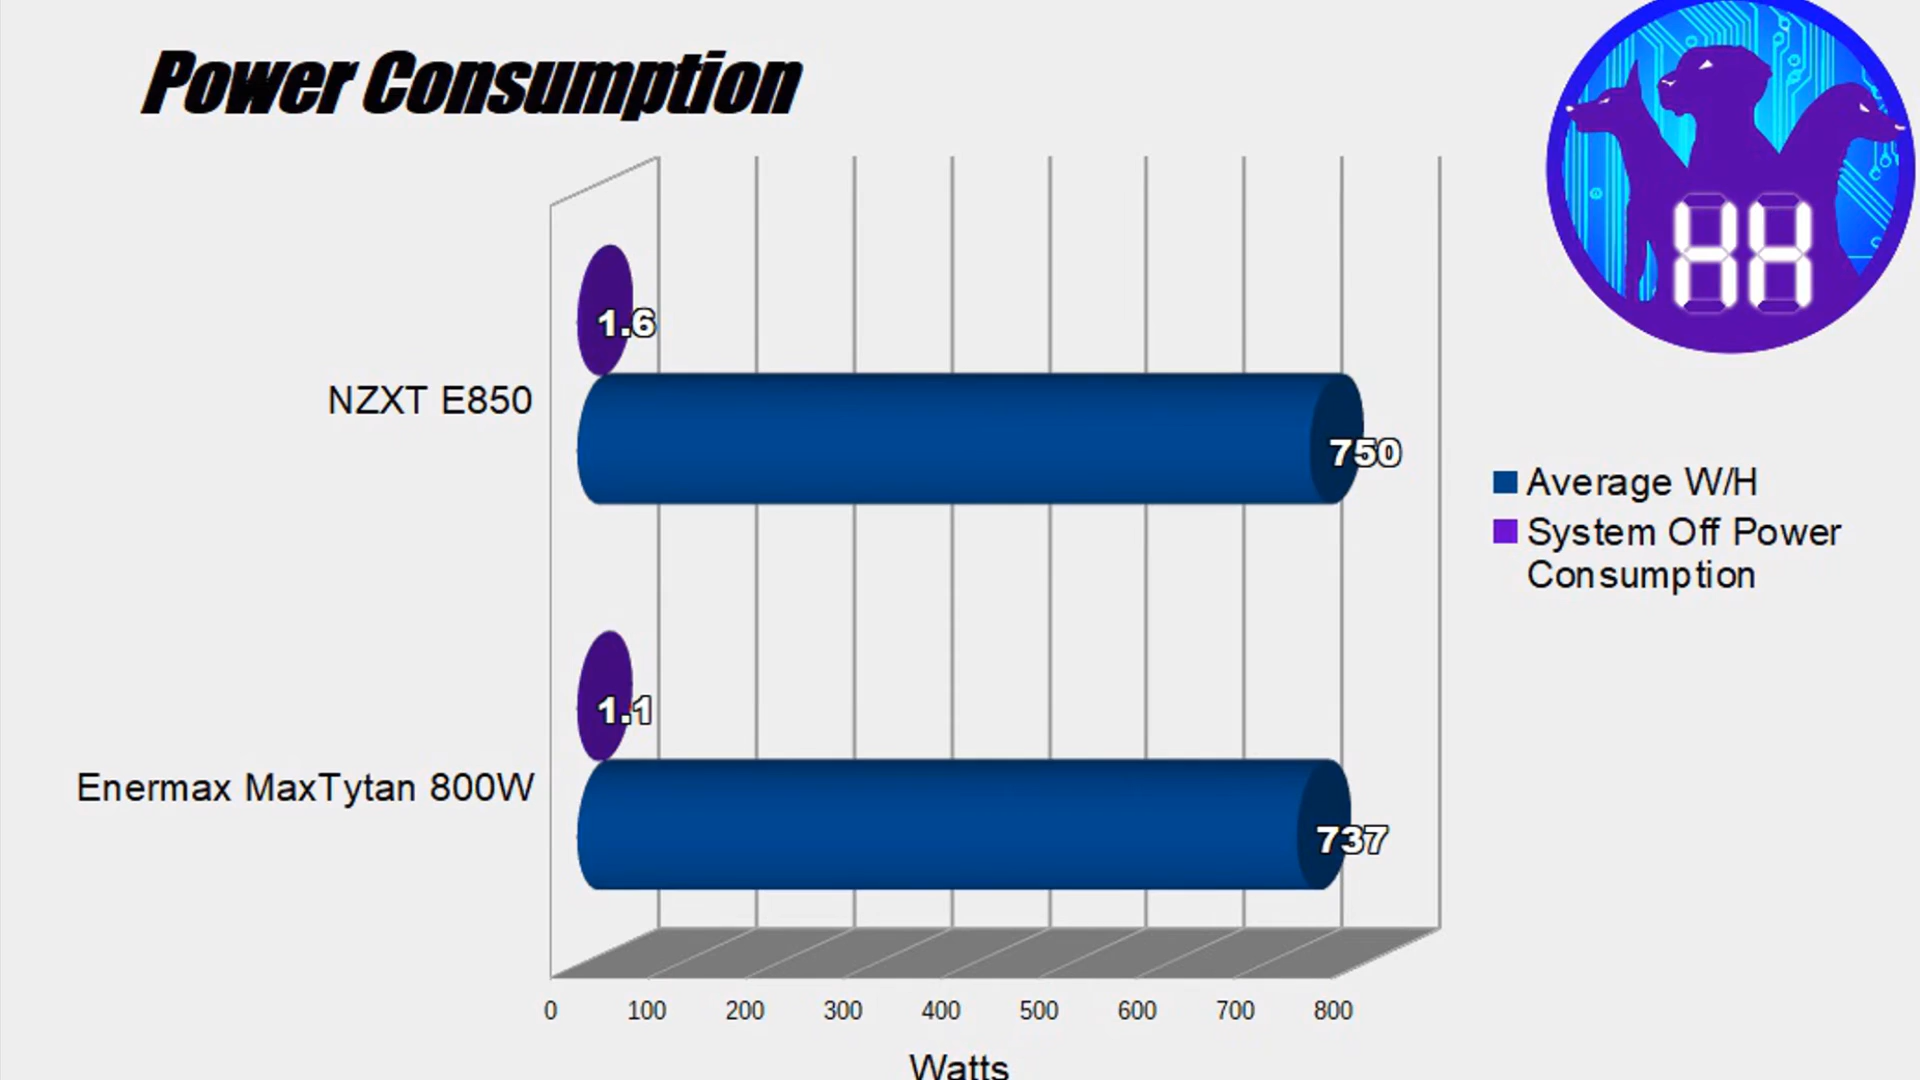 Power Consumption
1.6
NZXT E850
750
Average W/H
System Off Power
Consumption
1.1
Enermax MaxTytan 800W
737
0 100 200 300 400 500 600 700 800
Watts